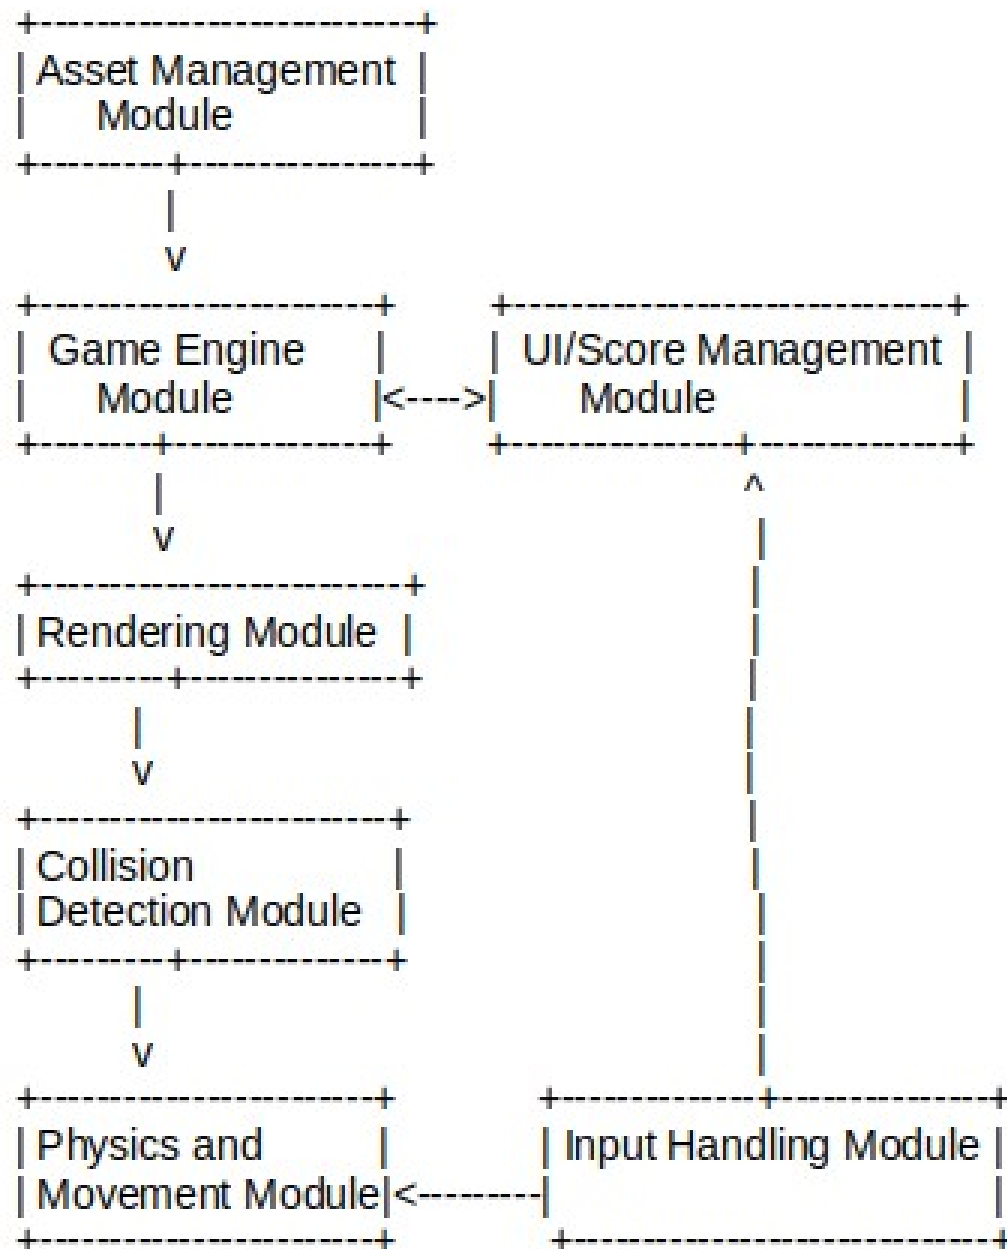 +--------------------------+
| Asset Management |
| Module |
+---------+----------------+
|
v
+-----------------------+ +------------------------------+
| Game Engine | | UI/Score Management |
| Module |<---->| Module |
+--------+--------------+ +----------------+-------------+
| ^
v |
+--------------------------+ |
| Rendering Module | |
+---------+---------------+ |
| |
v |
+------------------------+ |
| Collision | |
| Detection Module | |
+---------+--------------+ |
| |
v |
+-----------------------+ +--------------+---------------+
| Physics and | | Input Handling Module |
| Movement Module|<---------| |
+-----------------------+ +-----------------------------+